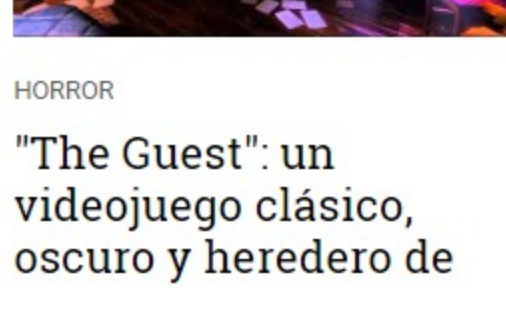 HORROR
"The Guest": un
videojuego clásico,
oscuro y heredero de